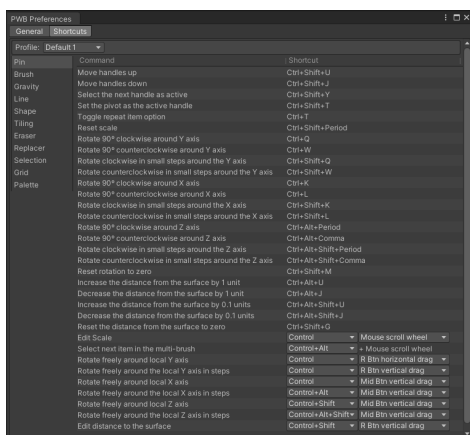 PWB Preferences
General Shortcuts
Profile: Default 1
Pin
Brush
Gravity
Line
Shape
Tiling
Eraser
Replacer
Selection
Grid
Palette
Command Shortcut
Move handles up Ctrl+Shift+U
Move handles down Ctrl+Shift+J
Select the next handle as active Ctrl+Shift+Y
Set the pivot as the active handle Ctrl+Shift+T
Toggle repeat item option Ctrl+T
Reset scale Ctrl+Shift+Period
Rotate 90º clockwise around Y axis Ctrl+Q
Rotate 90º counterclockwise around Y axis Ctrl+W
Rotate clockwise in small steps around the Y axis Ctrl+Shift+Q
Rotate counterclockwise in small steps around the Y axis Ctrl+Shift+W
Rotate 90º clockwise around X axis Ctrl+K
Rotate 90º counterclockwise around X axis Ctrl+L
Rotate clockwise in small steps around the X axis Ctrl+Shift+K
Rotate counterclockwise in small steps around the X axis Ctrl+Shift+L
Rotate 90º clockwise around Z axis Ctrl+Alt+Period
Rotate 90º counterclockwise around Z axis Ctrl+Alt+Comma
Rotate clockwise in small steps around the Z axis Ctrl+Alt+Shift+Period
Rotate counterclockwise in small steps around the Z axis Ctrl+Alt+Shift+Comma
Reset rotation to zero Ctrl+Shift+M
Increase the distance from the surface by 1 unit Ctrl+Alt+U
Decrease the distance from the surface by 1 unit Ctrl+Alt+J
Increase the distance from the surface by 0.1 units Ctrl+Alt+Shift+U
Decrease the distance from the surface by 0.1 units Ctrl+Alt+Shift+J
Reset the distance from the surface to zero Ctrl+Shift+G
Edit Scale Control Mouse scroll wheel
Select next item in the multi-brush Control+Alt + Mouse scroll wheel
Rotate freely around local Y axis Control R Btn horizontal drag
Rotate freely around the local Y axis in steps Control R Btn vertical drag
Rotate freely around local X axis Control Mid Btn vertical drag
Rotate freely around the local X axis in steps Control+Alt Mid Btn vertical drag
Rotate freely around local Z axis Control+Shift Mid Btn vertical drag
Rotate freely around the local Z axis in steps Control+Alt+Shift Mid Btn vertical drag
Edit distance to the surface Control+Shift R Btn vertical drag